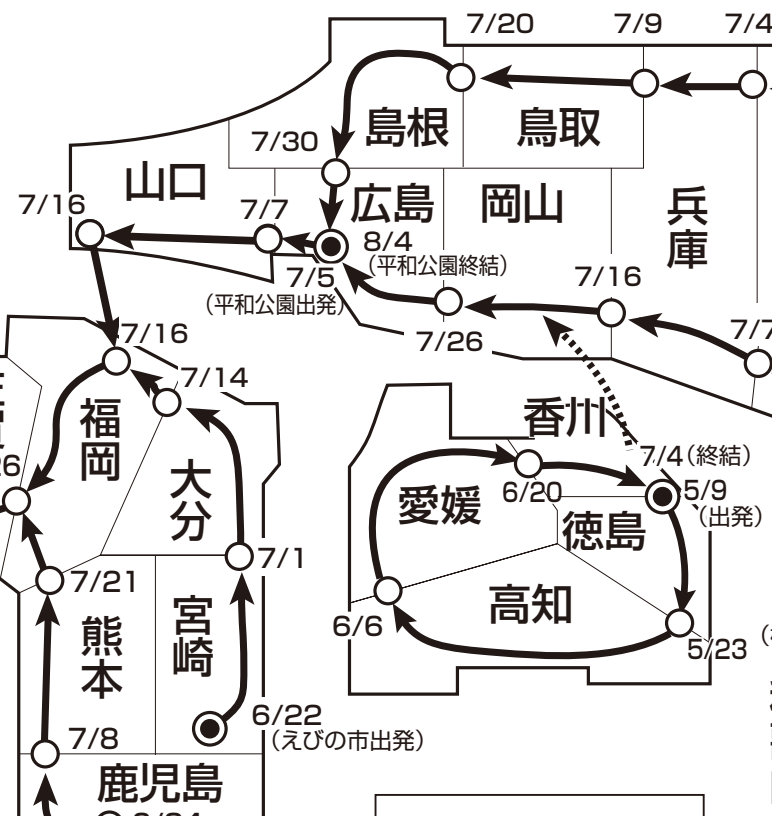 7/20
7/9
7/4
島根
鳥取
7/30
山口
広島
岡山
兵
庫
7/16
7/7
8/4
(平和公園終結)
7/5
(平和公園出発)
7/16
7/26
7/7
7/16
7/14
福
岡
大
分
26
香川
7/4(終結)
5/9
(出発)
6/20
愛媛
徳島
7/1
7/21
高知
6/6
5/23
熊
本
宮
崎
6/22
(えびの市出発)
7/8
鹿児島